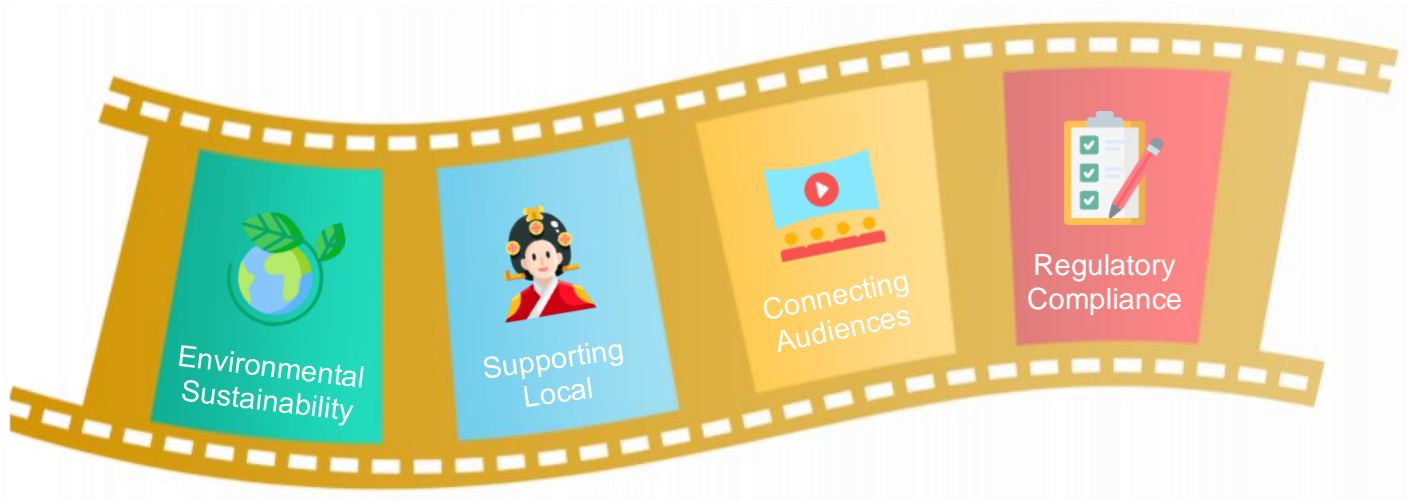 Environmental
Sustainability
Supporting
Local
Connecting
Audiences
Regulatory
Compliance